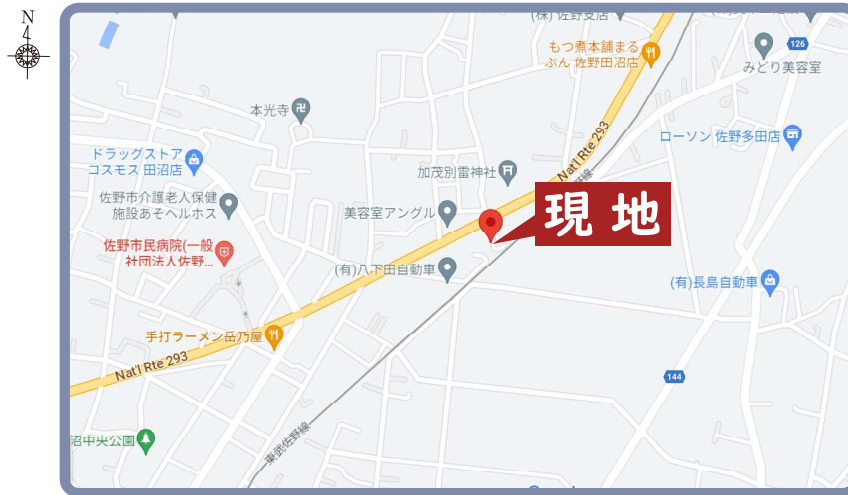 N
(株)佐野支店
126
もつ煮本舗まる
ぶん 佐野田沼店
みどり美容室
本光寺
ローソン 佐野多田店
Nat'l Rte 293
ドラッグストア
コスモス 田沼店
加茂別雷神社
野線
佐野市介護老人保健
施設あそヘルホス
美容室アングル
現地
佐野市民病院(一般
社団法人佐野...
(有)八下田自動車
(有)長島自動車
手打ラーメン岳乃屋
Nat'l Rte 293
144
沼中央公園
東武佐野線